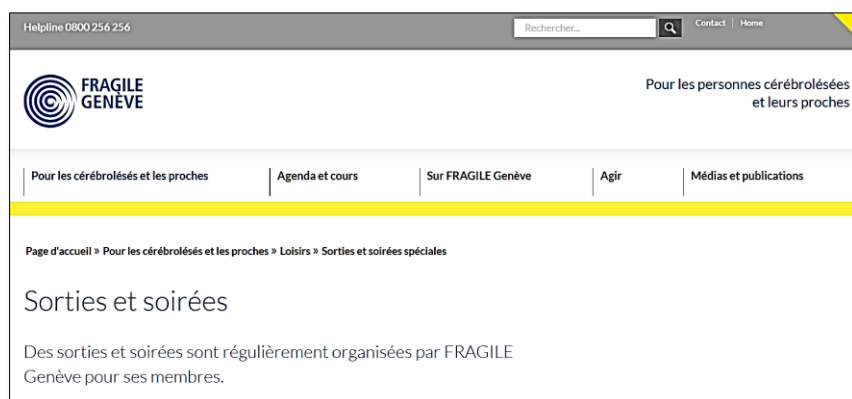 Helpline 0800 256 256
Rechercher...
Contact | Home
FRAGILE
GENÈVE
Pour les personnes cérébrolésées
et leurs proches
Pour les cérébrolésés et les proches
Agenda et cours
Sur FRAGILE Genève
Agir
Médias et publications
Page d'accueil » Pour les cérébrolésés et les proches » Loisirs » Sorties et soirées spéciales
Sorties et soirées
Des sorties et soirées sont régulièrement organisées par FRAGILE
Genève pour ses membres.